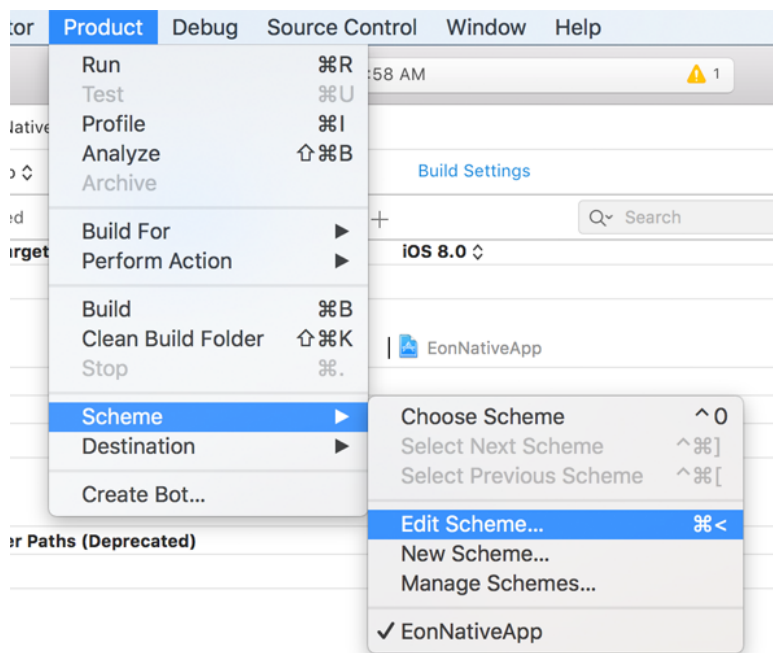 tor Product Debug Source Control Window Help
Run ⌘R
:58 AM 1
Test ⌘U
Native
Profile ⌘I
Analyze ⇧⌘B
Build Settings
Archive
Search
Build For
iOS 8.0
Perform Action
Build ⌘B
Clean Build Folder ⇧⌘K
EonNativeApp
Stop ⌘.
Scheme
Choose Scheme ^0
Destination
Select Next Scheme ^⌘]
Select Previous Scheme ^⌘[
Create Bot...
Edit Scheme... ⌘<
er Paths (Deprecated)
New Scheme...
Manage Schemes...
✓ EonNativeApp